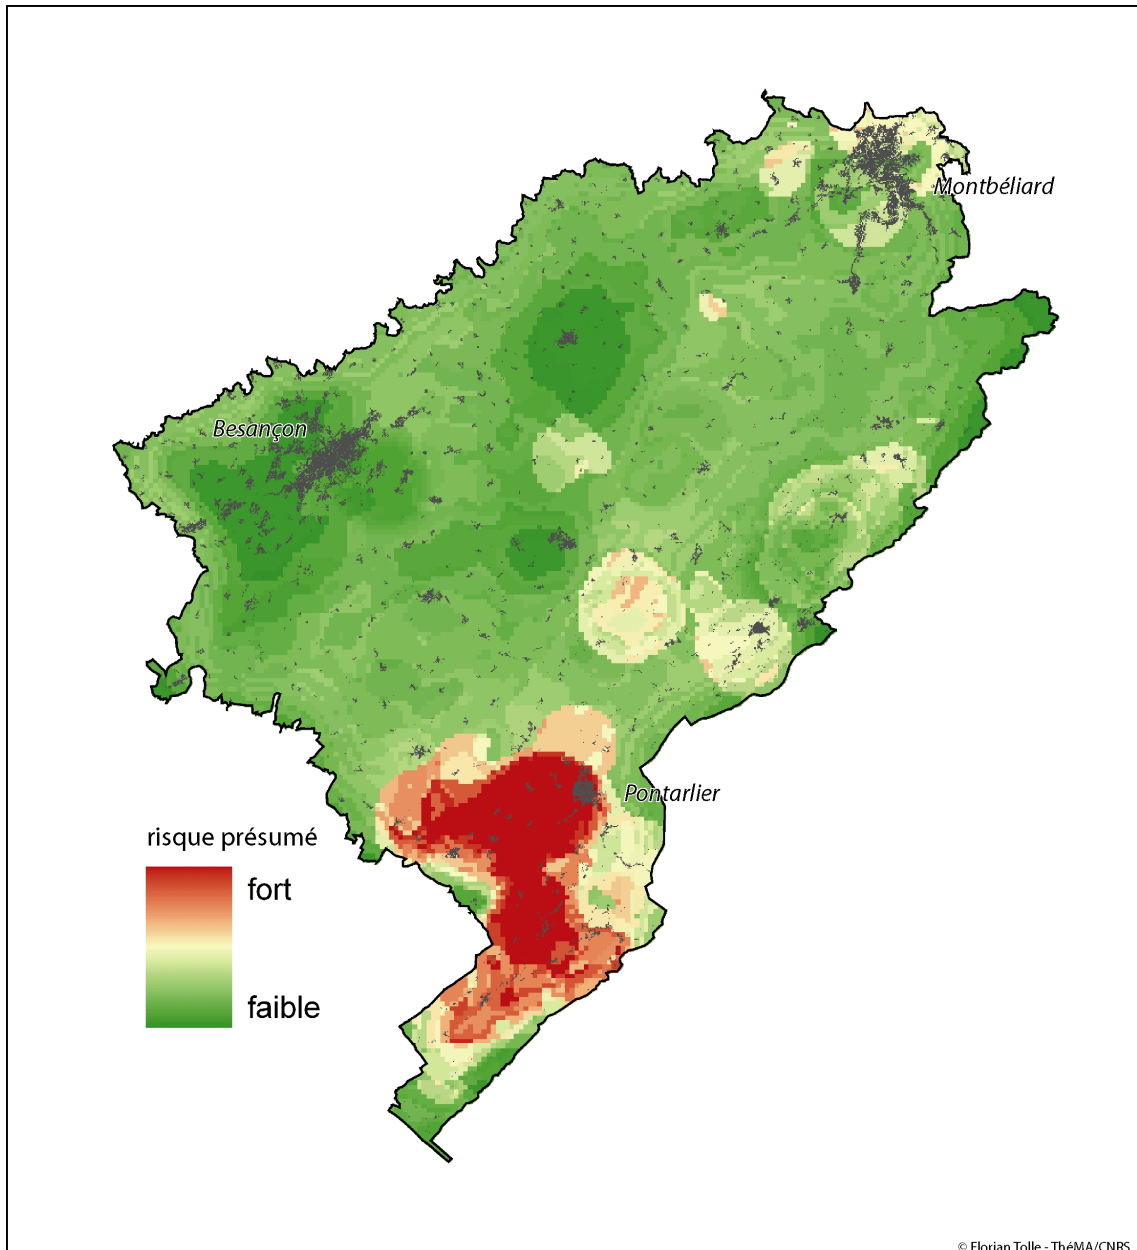 Montbéliard
Besançon
Pontarlier
risque présumé
fort
faible
© Florian Tolle - ThéMA/CNRS